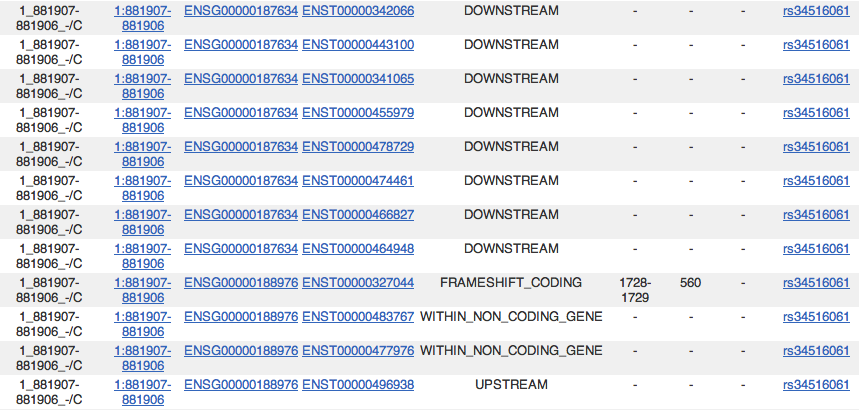 1_881907- 1:881907- ENSG00000187634 ENST00000342066 DOWNSTREAM - - - rs34516061
881906_-/C 881906
1_881907- 1:881907- ENSG00000187634 ENST00000443100 DOWNSTREAM - - - rs34516061
881906_-/C 881906
1_881907- 1:881907- ENSG00000187634 ENST00000341065 DOWNSTREAM - - - rs34516061
881906_-/C 881906
1_881907- 1:881907- ENSG00000187634 ENST00000455979 DOWNSTREAM - - - rs34516061
881906_-/C 881906
1_881907- 1:881907- ENSG00000187634 ENST00000478729 DOWNSTREAM - - - rs34516061
881906_-/C 881906
1_881907- 1:881907- ENSG00000187634 ENST00000474461 DOWNSTREAM - - - rs34516061
881906_-/C 881906
1_881907- 1:881907- ENSG00000187634 ENST00000466827 DOWNSTREAM - - - rs34516061
881906_-/C 881906
1_881907- 1:881907- ENSG00000187634 ENST00000464948 DOWNSTREAM - - - rs34516061
881906_-/C 881906
1_881907- 1:881907- ENSG00000188976 ENST00000327044 FRAMESHIFT_CODING 1728- 560 - rs34516061
881906_-/C 881906 1729
1_881907- 1:881907- ENSG00000188976 ENST00000483767 WITHIN_NON_CODING_GENE - - - rs34516061
881906_-/C 881906
1_881907- 1:881907- ENSG00000188976 ENST00000477976 WITHIN_NON_CODING_GENE - - - rs34516061
881906_-/C 881906
1_881907- 1:881907- ENSG00000188976 ENST00000496938 UPSTREAM - - - rs34516061
881906_-/C 881906